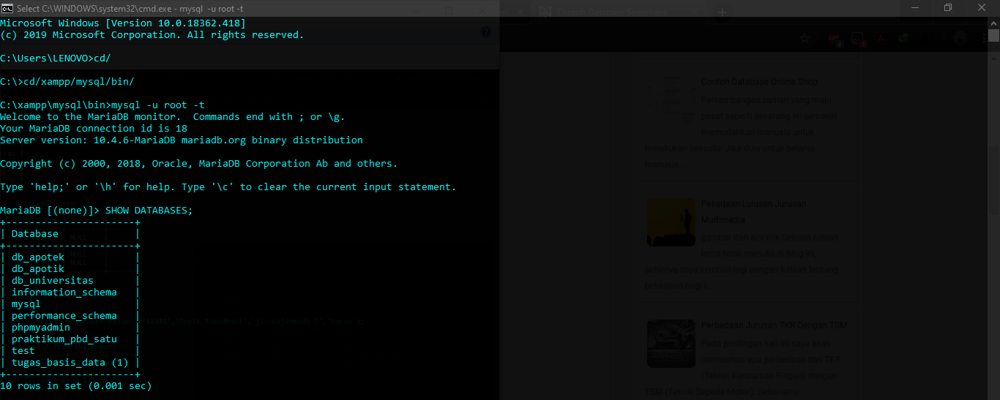 Select C:\WINDOWS\system32\cmd.exe - mysql -u root -t
Microsoft Windows [Version 10.0.18362.418]
(c) 2019 Microsoft Corporation. All rights reserved.
C:\Users\LENOVO>cd/
C:\>cd/xampp/mysql/bin/
C:\xampp\mysql\bin>mysql -u root -t
Welcome to the MariaDB monitor.  Commands end with ; or \g.
Your MariaDB connection id is 18
Server version: 10.4.6-MariaDB mariadb.org binary distribution
Copyright (c) 2000, 2018, Oracle, MariaDB Corporation Ab and others.
Type 'help;' or '\h' for help. Type '\c' to clear the current input statement.
MariaDB [(none)]> SHOW DATABASES;
+----------------------+
| Database             |
+----------------------+
| db_apotek            |
| db_apotik            |
| db_universitas       |
| information_schema   |
| mysql                |
| performance_schema   |
| phpmyadmin           |
| praktikum_pbd_satu   |
| test                 |
| tugas_basis_data (1) |
+----------------------+
10 rows in set (0.001 sec)
Contoh Database Online Shop
Perkembangan zaman yang mau
pesat seperti sekarang ini semakin
memudahkan manusia untuk
melakukan sesuatu. Jika dulu untuk belanja
manusia...
Pekerjaan Lulusan Jurusan
Multimedia
gambar dari sini klik Setelah sekian
lama tidak menulis di blog ini,
akhirnya saya kembali lagi dengan tulisan tentang
pekerjaan bagi l...
Perbedaan Jurusan TKR Dengan TSM
Pada postingan kali ini saya akan
membahas apa perbedaan dari TKR
(Teknik Kendaraan Ringan) dengan
TSM (Teknik Sepeda Motor). Sebenarny...